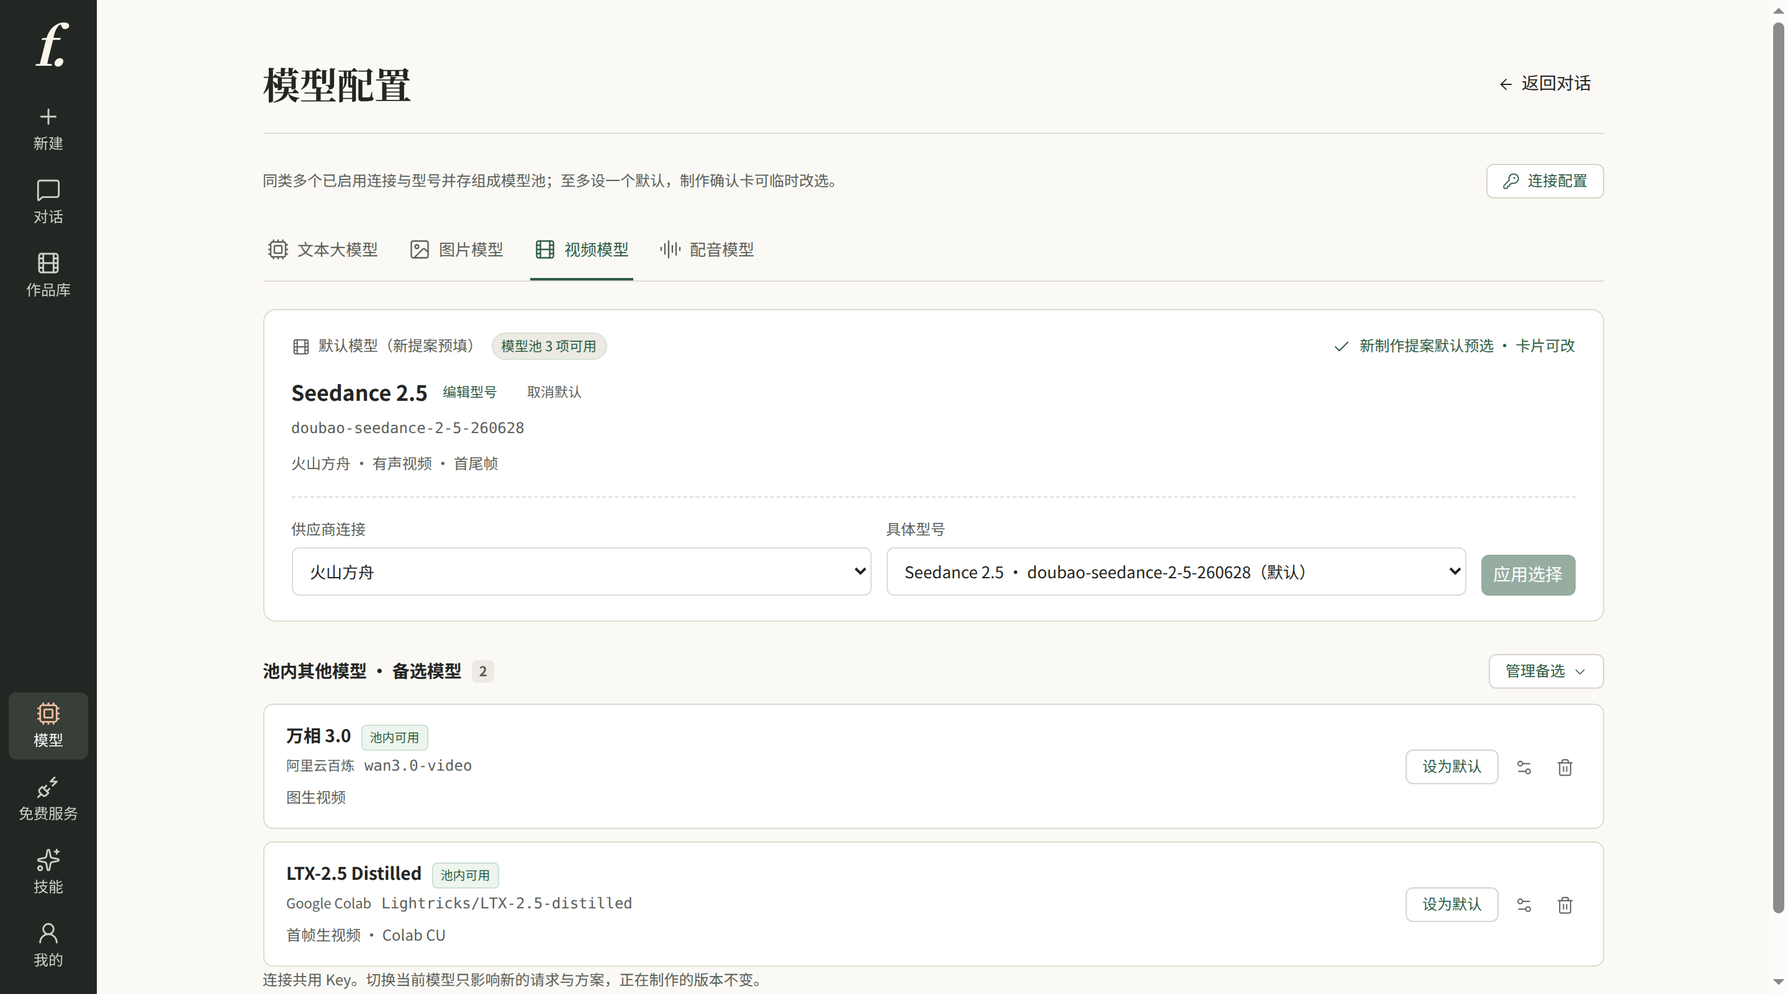 f.
新建
对话
作品库
模型
免费服务
技能
我的
模型配置
返回对话
同类多个已启用连接与型号并存组成模型池；至多设一个默认，制作确认卡可临时改选。
连接配置
文本大模型
图片模型
视频模型
配音模型
默认模型（新提案预填） 模型池 3 项可用
新制作提案默认预选 · 卡片可改
Seedance 2.5 编辑型号 取消默认
doubao-seedance-2-5-260628
火山方舟 · 有声视频 · 首尾帧
供应商连接
火山方舟
具体型号
Seedance 2.5 · doubao-seedance-2-5-260628（默认）
应用选择
池内其他模型 · 备选模型 2
管理备选
万相 3.0 池内可用
阿里云百炼 wan3.0-video
图生视频
设为默认
LTX-2.5 Distilled 池内可用
Google Colab Lightricks/LTX-2.5-distilled
首帧生视频 · Colab CU
设为默认
连接共用 Key。切换当前模型只影响新的请求与方案，正在制作的版本不变。